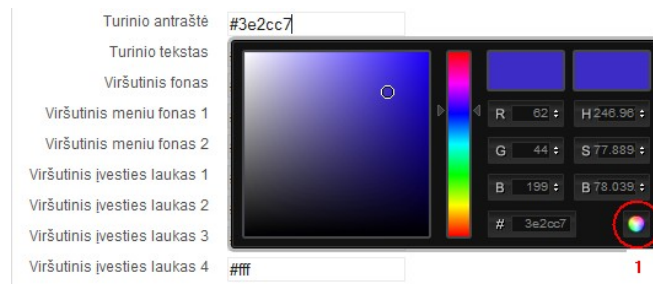 Turinio antraštė #3e2cc7
Turinio tekstas
Viršutinis fonas
Viršutinis meniu fonas 1
R 62 H 246.96
Viršutinis meniu fonas 2
G 44 S 77.889
Viršutinis įvesties laukas 1
B 199 B 78.039
Viršutinis įvesties laukas 2
# 3e2cc7
Viršutinis įvesties laukas 3
Viršutinis įvesties laukas 4 #fff
1